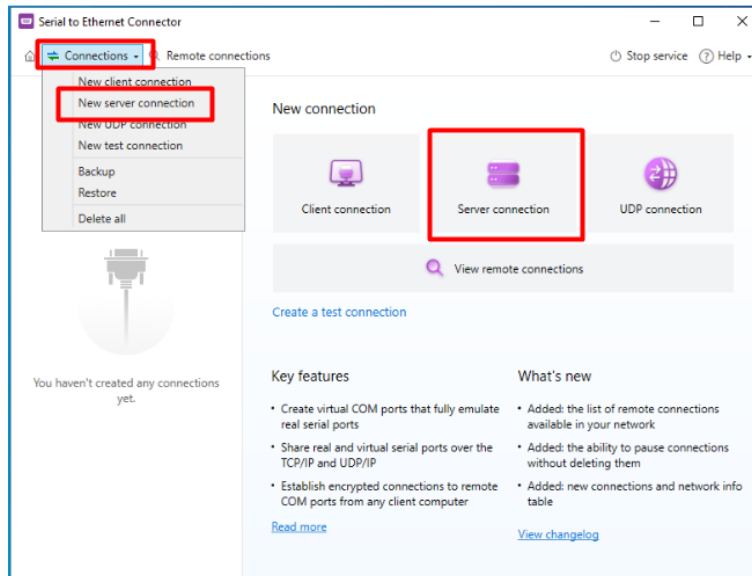 Serial to Ethernet Connector
Connections
Remote connections
Stop service
Help
New client connection
New server connection
New UDP connection
New test connection
Backup
Restore
Delete all
You haven't created any connections
yet.
New connection
Client connection
Server connection
UDP connection
View remote connections
Create a test connection
Key features
• Create virtual COM ports that fully emulate
real serial ports
• Share real and virtual serial ports over the
TCP/IP and UDP/IP
• Establish encrypted connections to remote
COM ports from any client computer
Read more
What's new
• Added: the list of remote connections
available in your network
• Added: the ability to pause connections
without deleting them
• Added: new connections and network info
table
View changelog